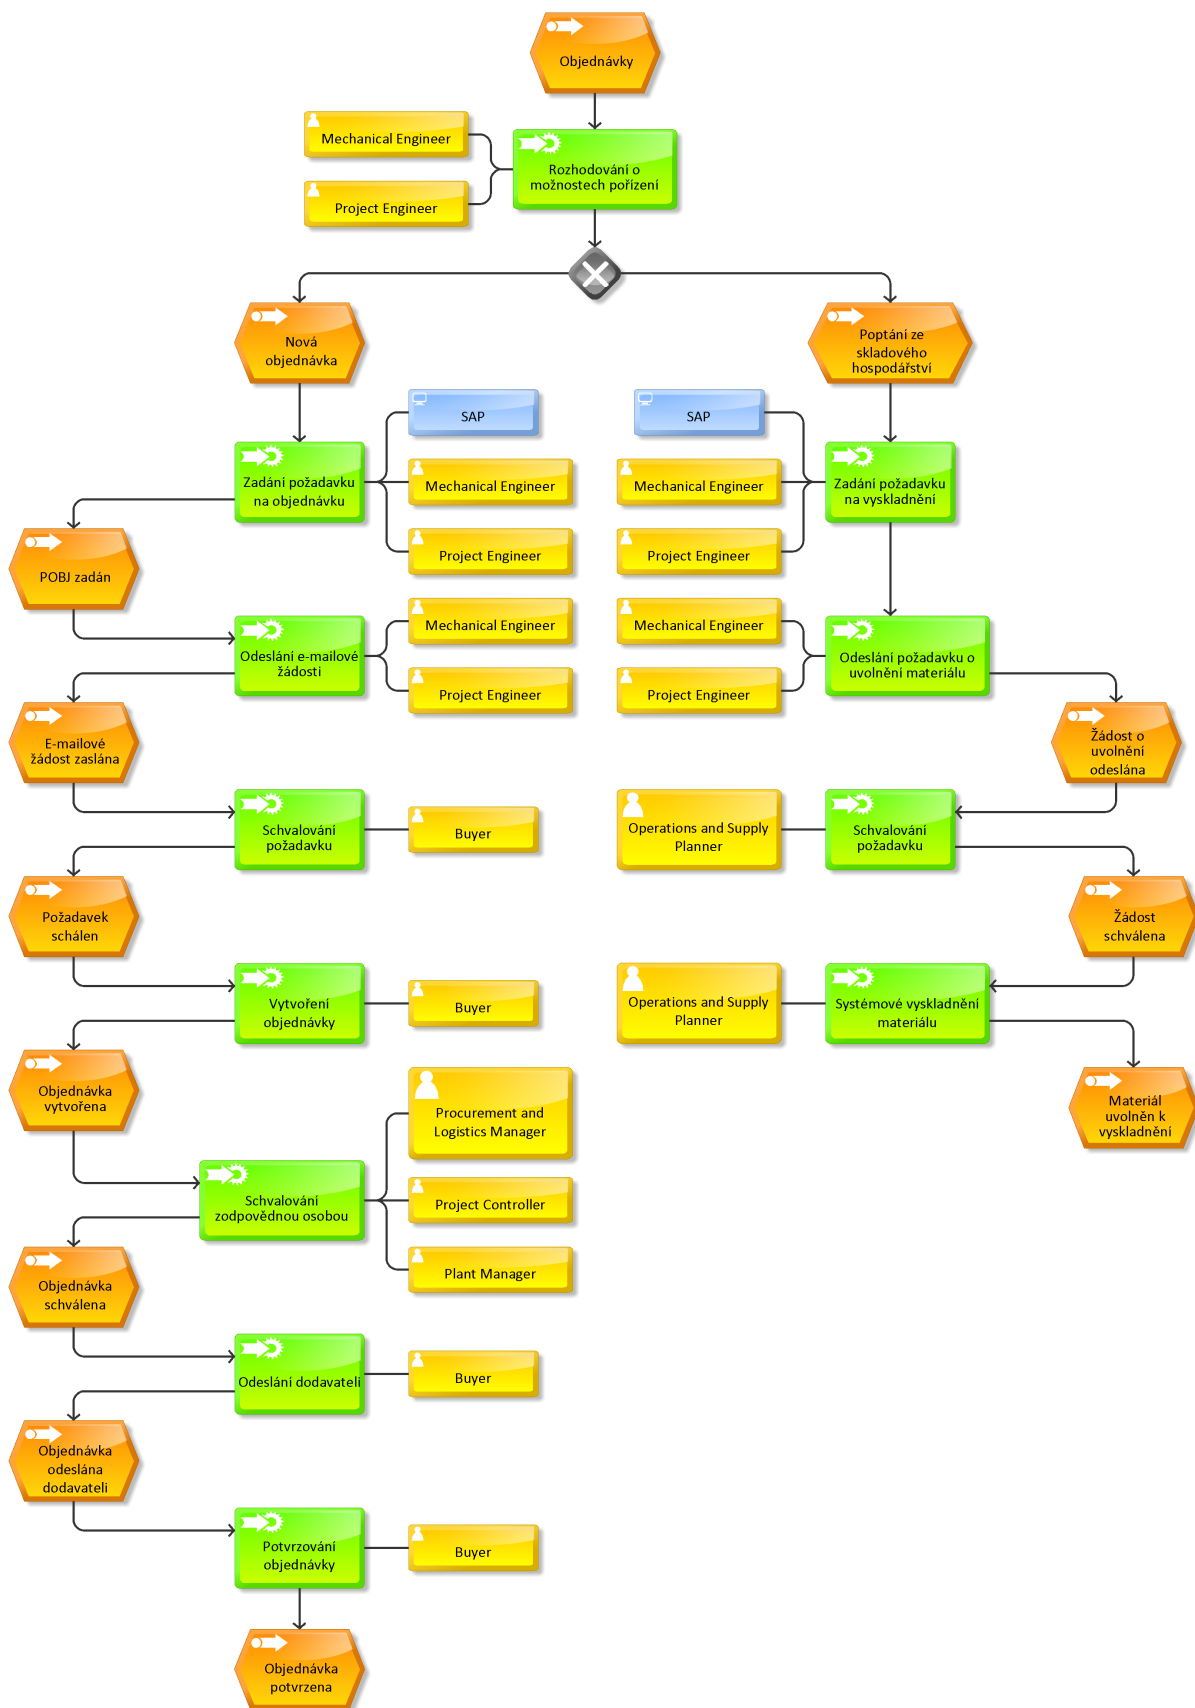 Objednávky
Mechanical Engineer
Project Engineer
Rozhodování o
možnostech pořízení
Nová
objednávka
Poptání ze
skladového
hospodářství
SAP
Mechanical Engineer
Project Engineer
Zadání požadavku
na objednávku
SAP
Mechanical Engineer
Project Engineer
Zadání požadavku
na vyskladnění
POBJ zadán
Odeslání e-mailové
žádosti
Mechanical Engineer
Project Engineer
Mechanical Engineer
Project Engineer
Odeslání požadavku o
uvolnění materiálu
E-mailové
žádost zaslána
Žádost o
uvolnění
odeslána
Schvalování
požadavku
Buyer
Operations and Supply
Planner
Schvalování
požadavku
Požadavek
schálen
Žádost
schválena
Vytvoření
objednávky
Buyer
Operations and Supply
Planner
Systémové vyskladnění
materiálu
Objednávka
vytvořena
Materiál
uvolněn k
vyskladnění
Procurement and
Logistics Manager
Schvalování
zodpovědnou osobou
Project Controller
Plant Manager
Objednávka
schválena
Odeslání dodavateli
Buyer
Objednávka
odeslána
dodavateli
Potvrzování
objednávky
Buyer
Objednávka
potvrzena